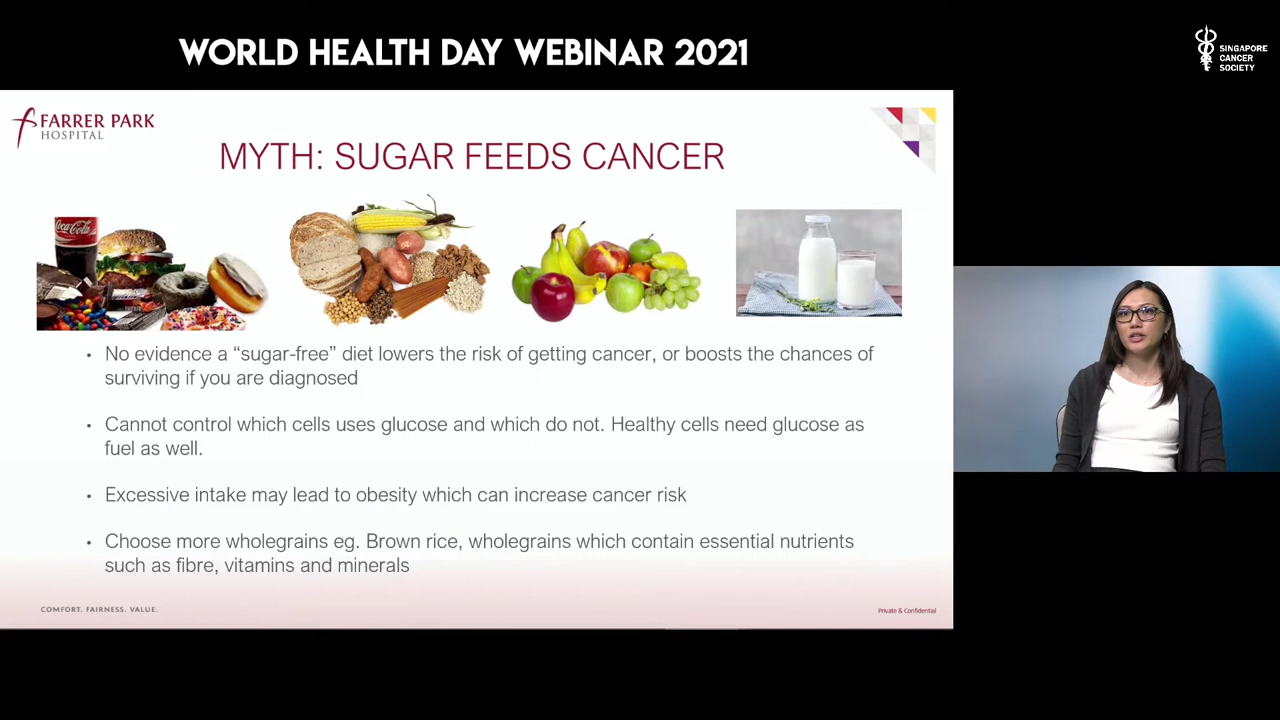 WORLD HEALTH DAY WEBINAR 2021
SINGAPORE
CANCER
SOCIETY
FARRER PARK
HOSPITAL
MYTH: SUGAR FEEDS CANCER
Coca-Cola
• No evidence a “sugar-free” diet lowers the risk of getting cancer, or boosts the chances of
surviving if you are diagnosed
• Cannot control which cells uses glucose and which do not. Healthy cells need glucose as
fuel as well.
• Excessive intake may lead to obesity which can increase cancer risk
• Choose more wholegrains eg. Brown rice, wholegrains which contain essential nutrients
such as fibre, vitamins and minerals
COMFORT. FAIRNESS. VALUE.
Private & Confidential